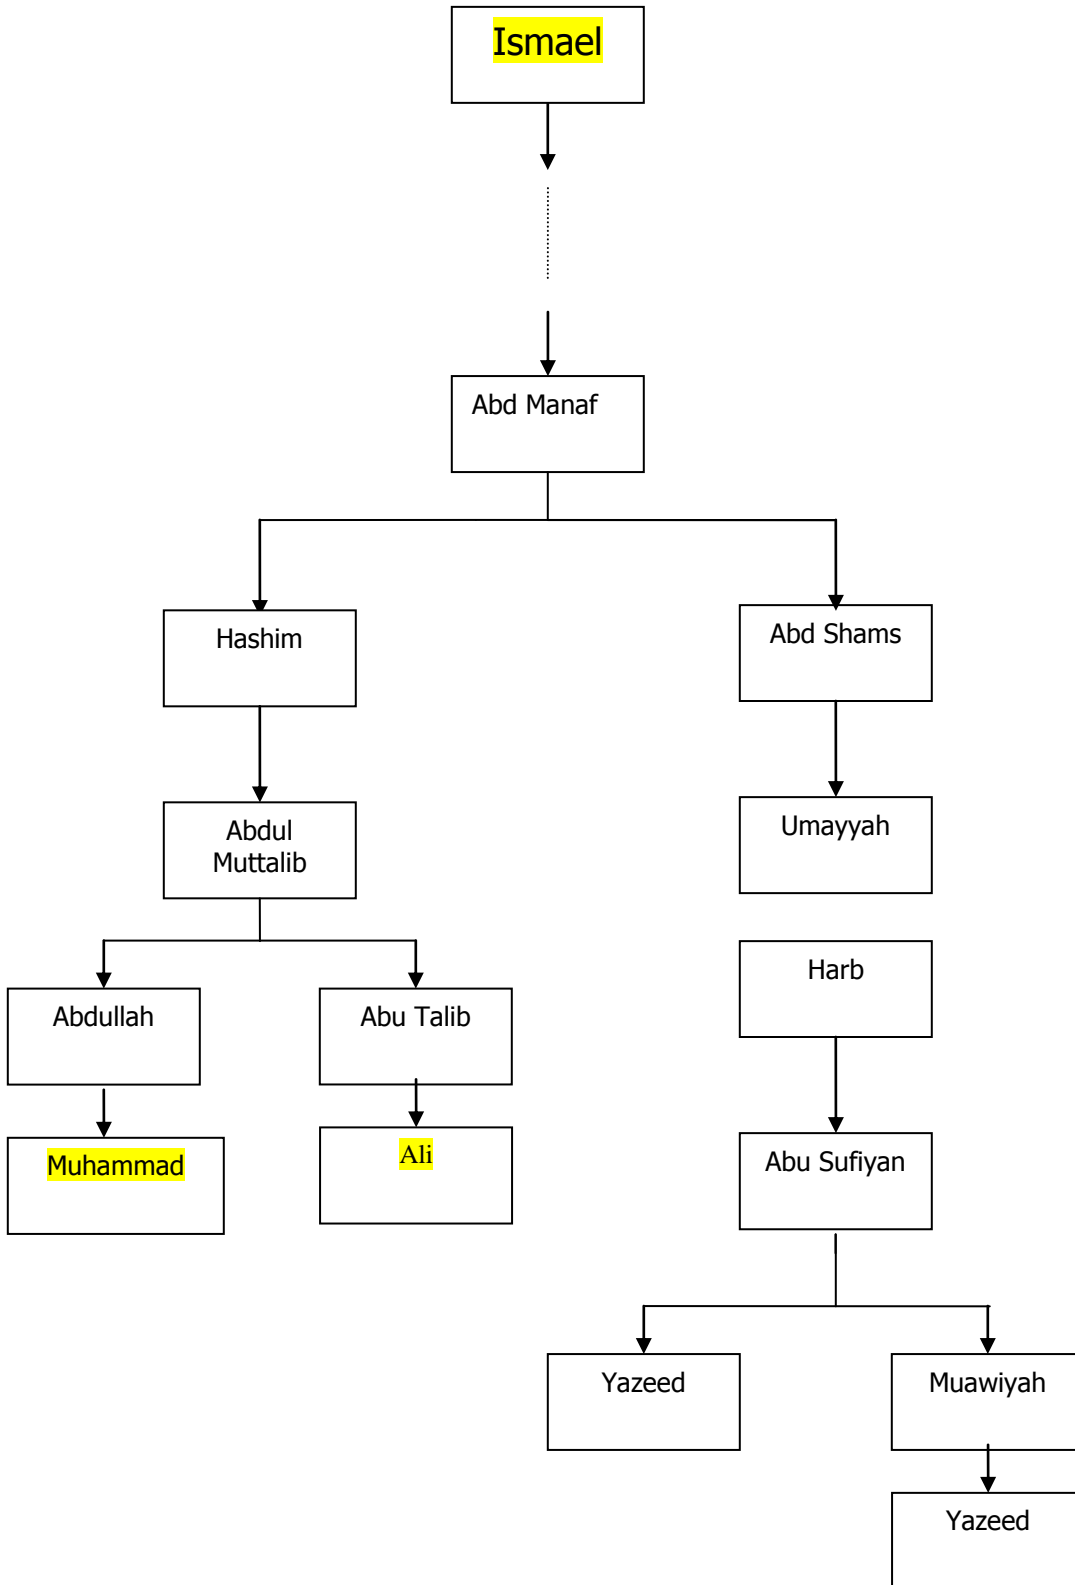 Ismael
Abd Manaf
Hashim
Abd Shams
Abdul
Muttalib
Umayyah
Abdullah
Abu Talib
Harb
Muhammad
Ali
Abu Sufiyan
Yazeed
Muawiyah
Yazeed